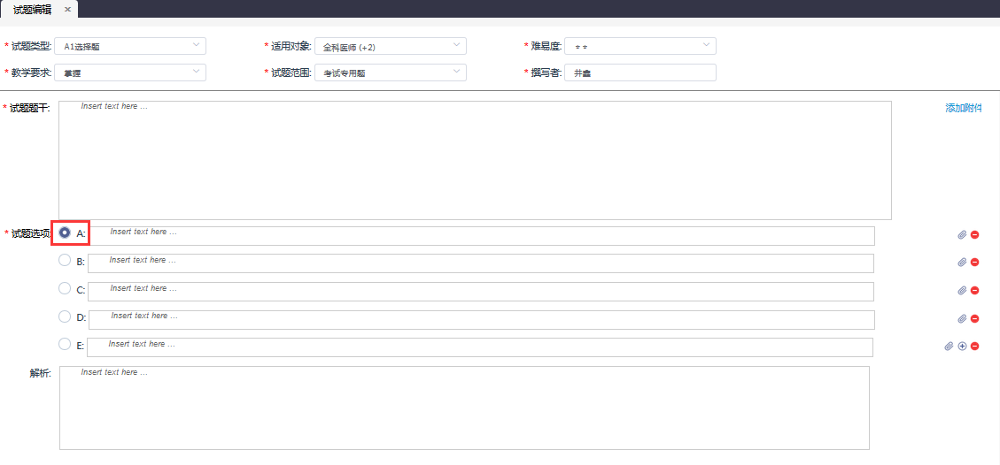 试题编辑 ×
* 试题类型: A1选择题 * 适用对象: 全科医师 (+2) * 难易度: **
* 教学要求: 掌握 * 试题范围: 考试专用题 * 撰写者: 井鑫
* 试题题干: Insert text here ... 添加附件
* 试题选项: A: Insert text here ...
B: Insert text here ...
C: Insert text here ...
D: Insert text here ...
E: Insert text here ...
解析: Insert text here ...